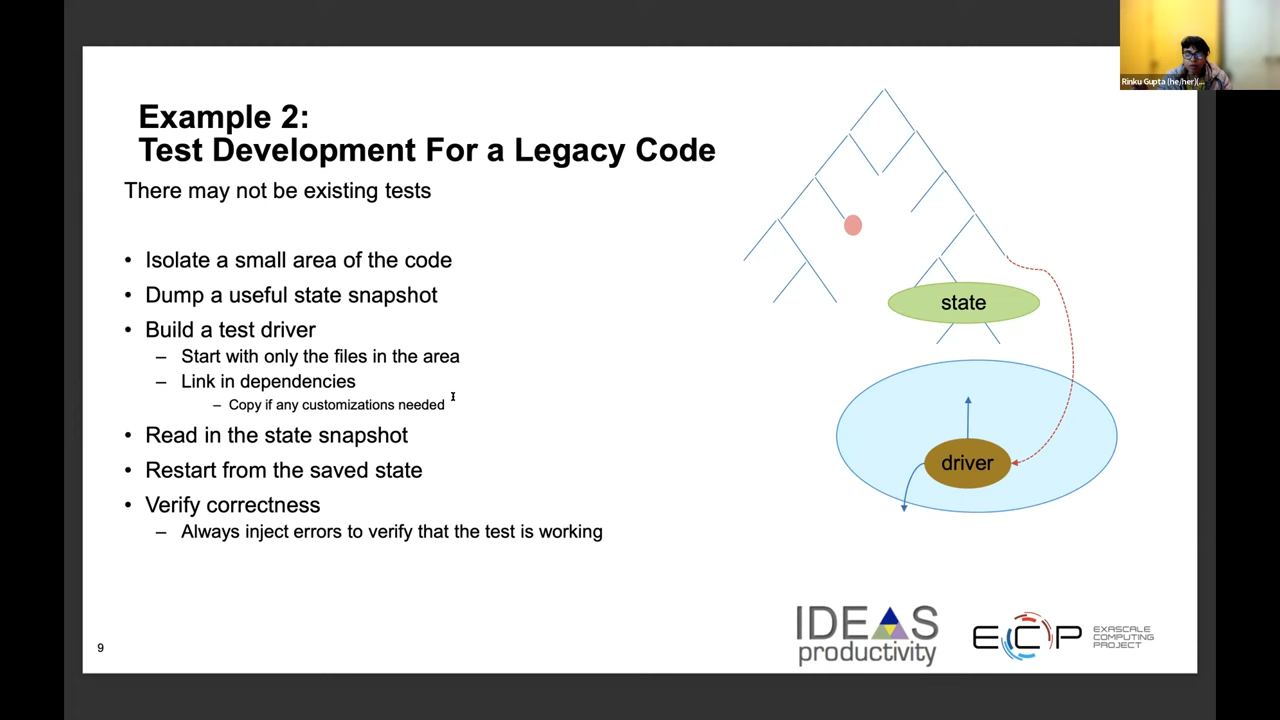 Rinku Gupta (he/her)(...
Example 2:
Test Development For a Legacy Code
There may not be existing tests
• Isolate a small area of the code
• Dump a useful state snapshot
• Build a test driver
– Start with only the files in the area
– Link in dependencies
– Copy if any customizations needed
• Read in the state snapshot
• Restart from the saved state
• Verify correctness
– Always inject errors to verify that the test is working
state
driver
9
IDEAS
productivity
ECP
EXASCALE
COMPUTING
PROJECT